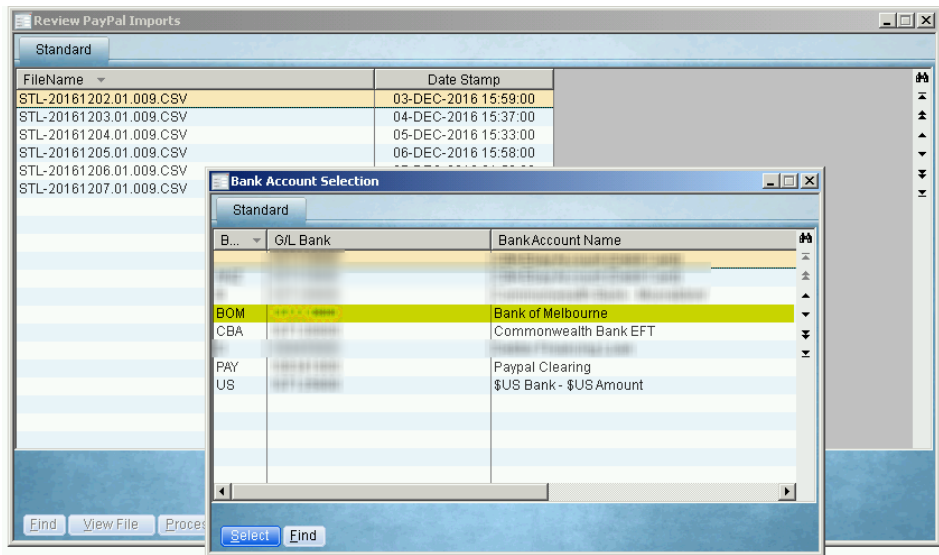 Review PayPal Imports
Standard
FileName Date Stamp
STL-20161202.01.009.CSV 03-DEC-2016 15:59:00
STL-20161203.01.009.CSV 04-DEC-2016 15:37:00
STL-20161204.01.009.CSV 05-DEC-2016 15:33:00
STL-20161205.01.009.CSV 06-DEC-2016 15:58:00
STL-20161206.01.009.CSV
STL-20161207.01.009.CSV
Bank Account Selection
Standard
B... G/L Bank BankAccount Name
BOM Bank of Melbourne
CBA Commonwealth Bank EFT
PAY Paypal Clearing
US $US Bank - $US Amount
Find View File Proces
Select Find